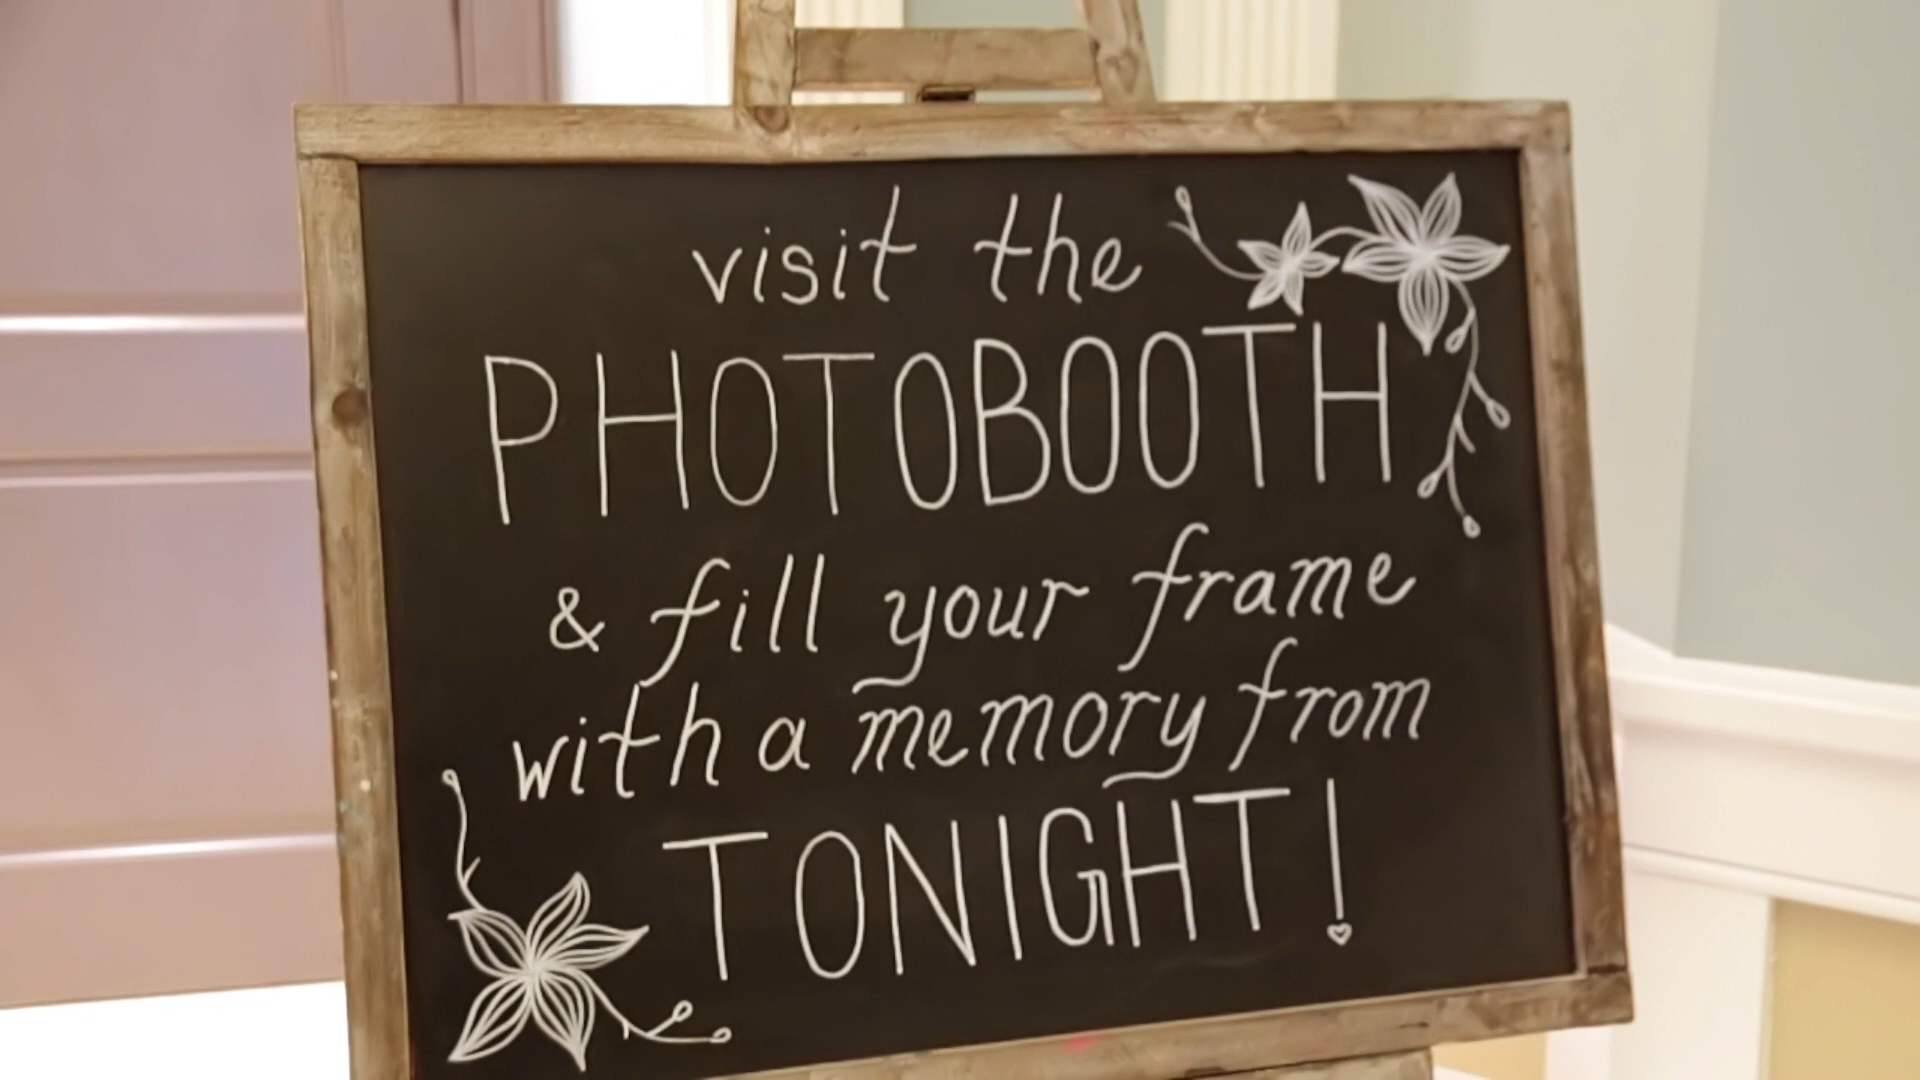 visit the
PHOTOBOOTH
& fill your frame
with a memory from
TONIGHT!